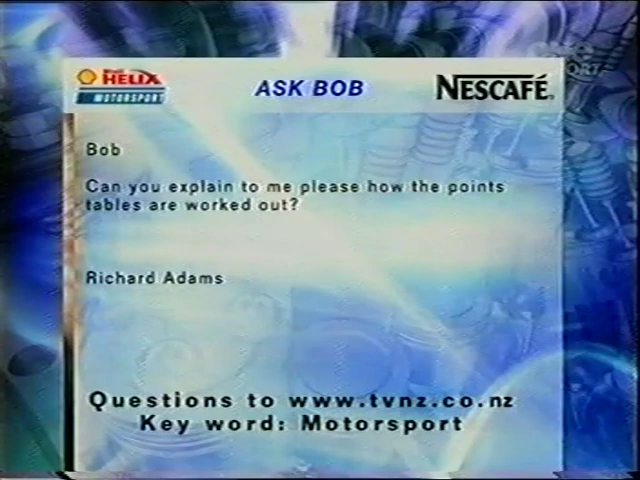 Shell HELIX
MOTORSPORT
ASK BOB
NESCAFÉ
Bob
Can you explain to me please how the points
tables are worked out?
Richard Adams
Questions to www.tvnz.co.nz
Key word: Motorsport